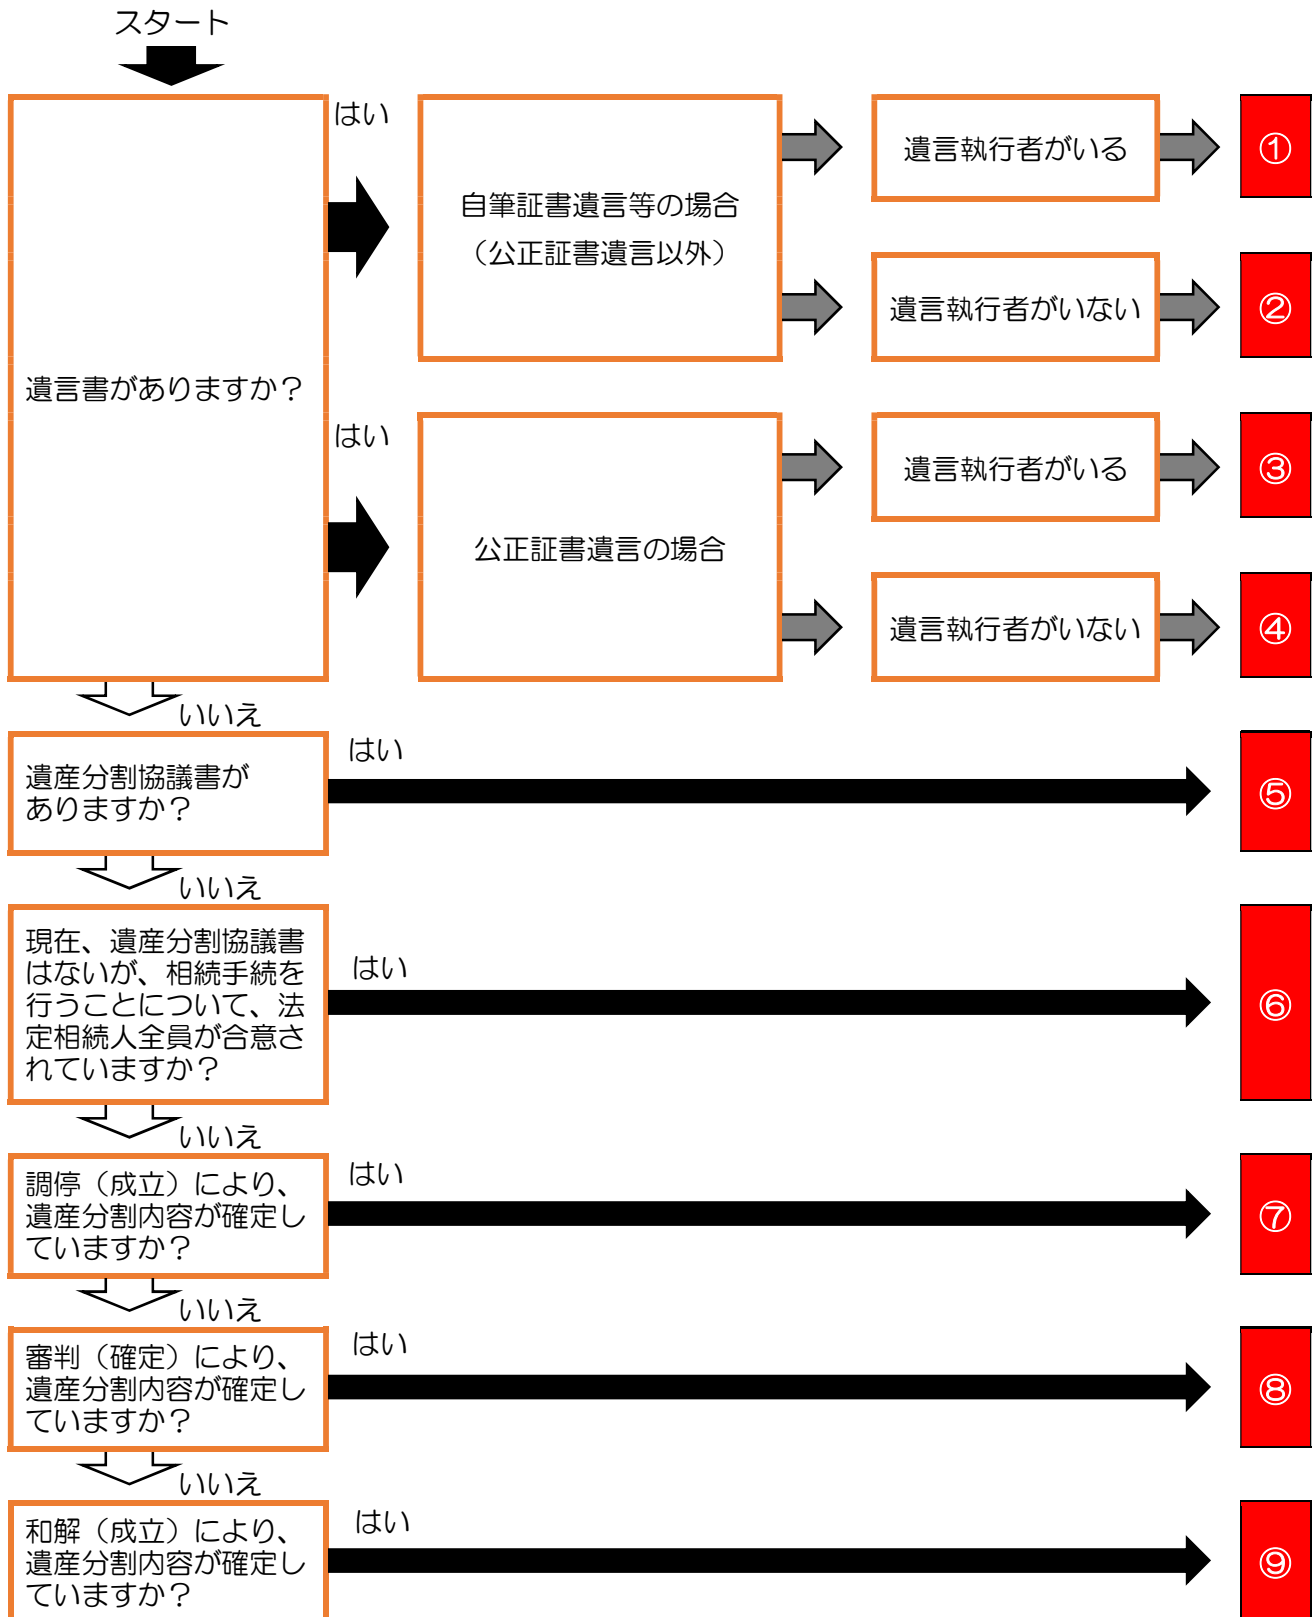 スタート
はい
自筆証書遺言等の場合
（公正証書遺言以外）
遺言執行者がいる
①
遺言執行者がいない
②
遺言書がありますか？
はい
公正証書遺言の場合
遺言執行者がいる
③
遺言執行者がいない
④
いいえ
遺産分割協議書が
ありますか？
はい
⑤
いいえ
現在、遺産分割協議書
はないが、相続手続を
行うことについて、法
定相続人全員が合意さ
れていますか？
はい
⑥
いいえ
調停（成立）により、
遺産分割内容が確定し
ていますか？
はい
⑦
いいえ
審判（確定）により、
遺産分割内容が確定し
ていますか？
はい
⑧
いいえ
和解（成立）により、
遺産分割内容が確定し
ていますか？
はい
⑨